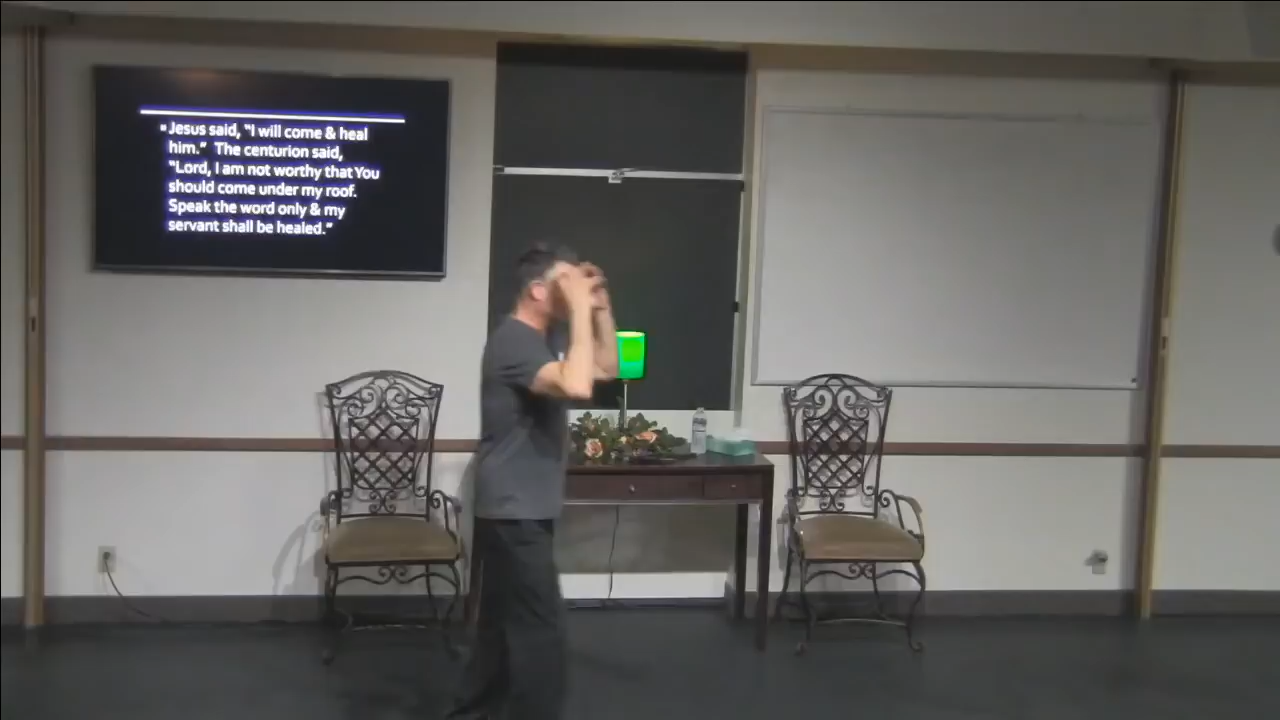 ▪ Jesus said, "I will come & heal
him." The centurion said,
"Lord, I am not worthy that You
should come under my roof.
Speak the word only & my
servant shall be healed."